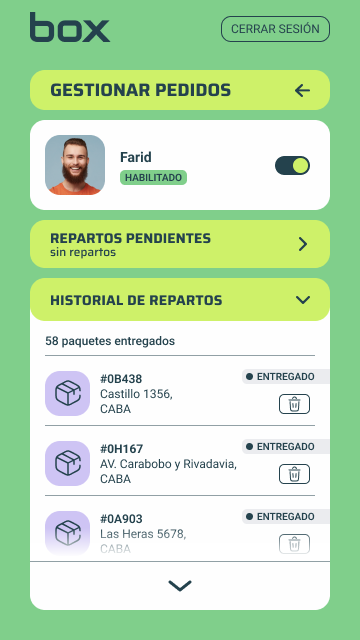 box
CERRAR SESIÓN
GESTIONAR PEDIDOS
Farid
HABILITADO
REPARTOS PENDIENTES
sin repartos
HISTORIAL DE REPARTOS
58 paquetes entregados
#0B438
ENTREGADO
Castillo 1356,
CABA
#0H167
ENTREGADO
AV. Carabobo y Rivadavia,
CABA
#0A903
ENTREGADO
Las Heras 5678,
CABA